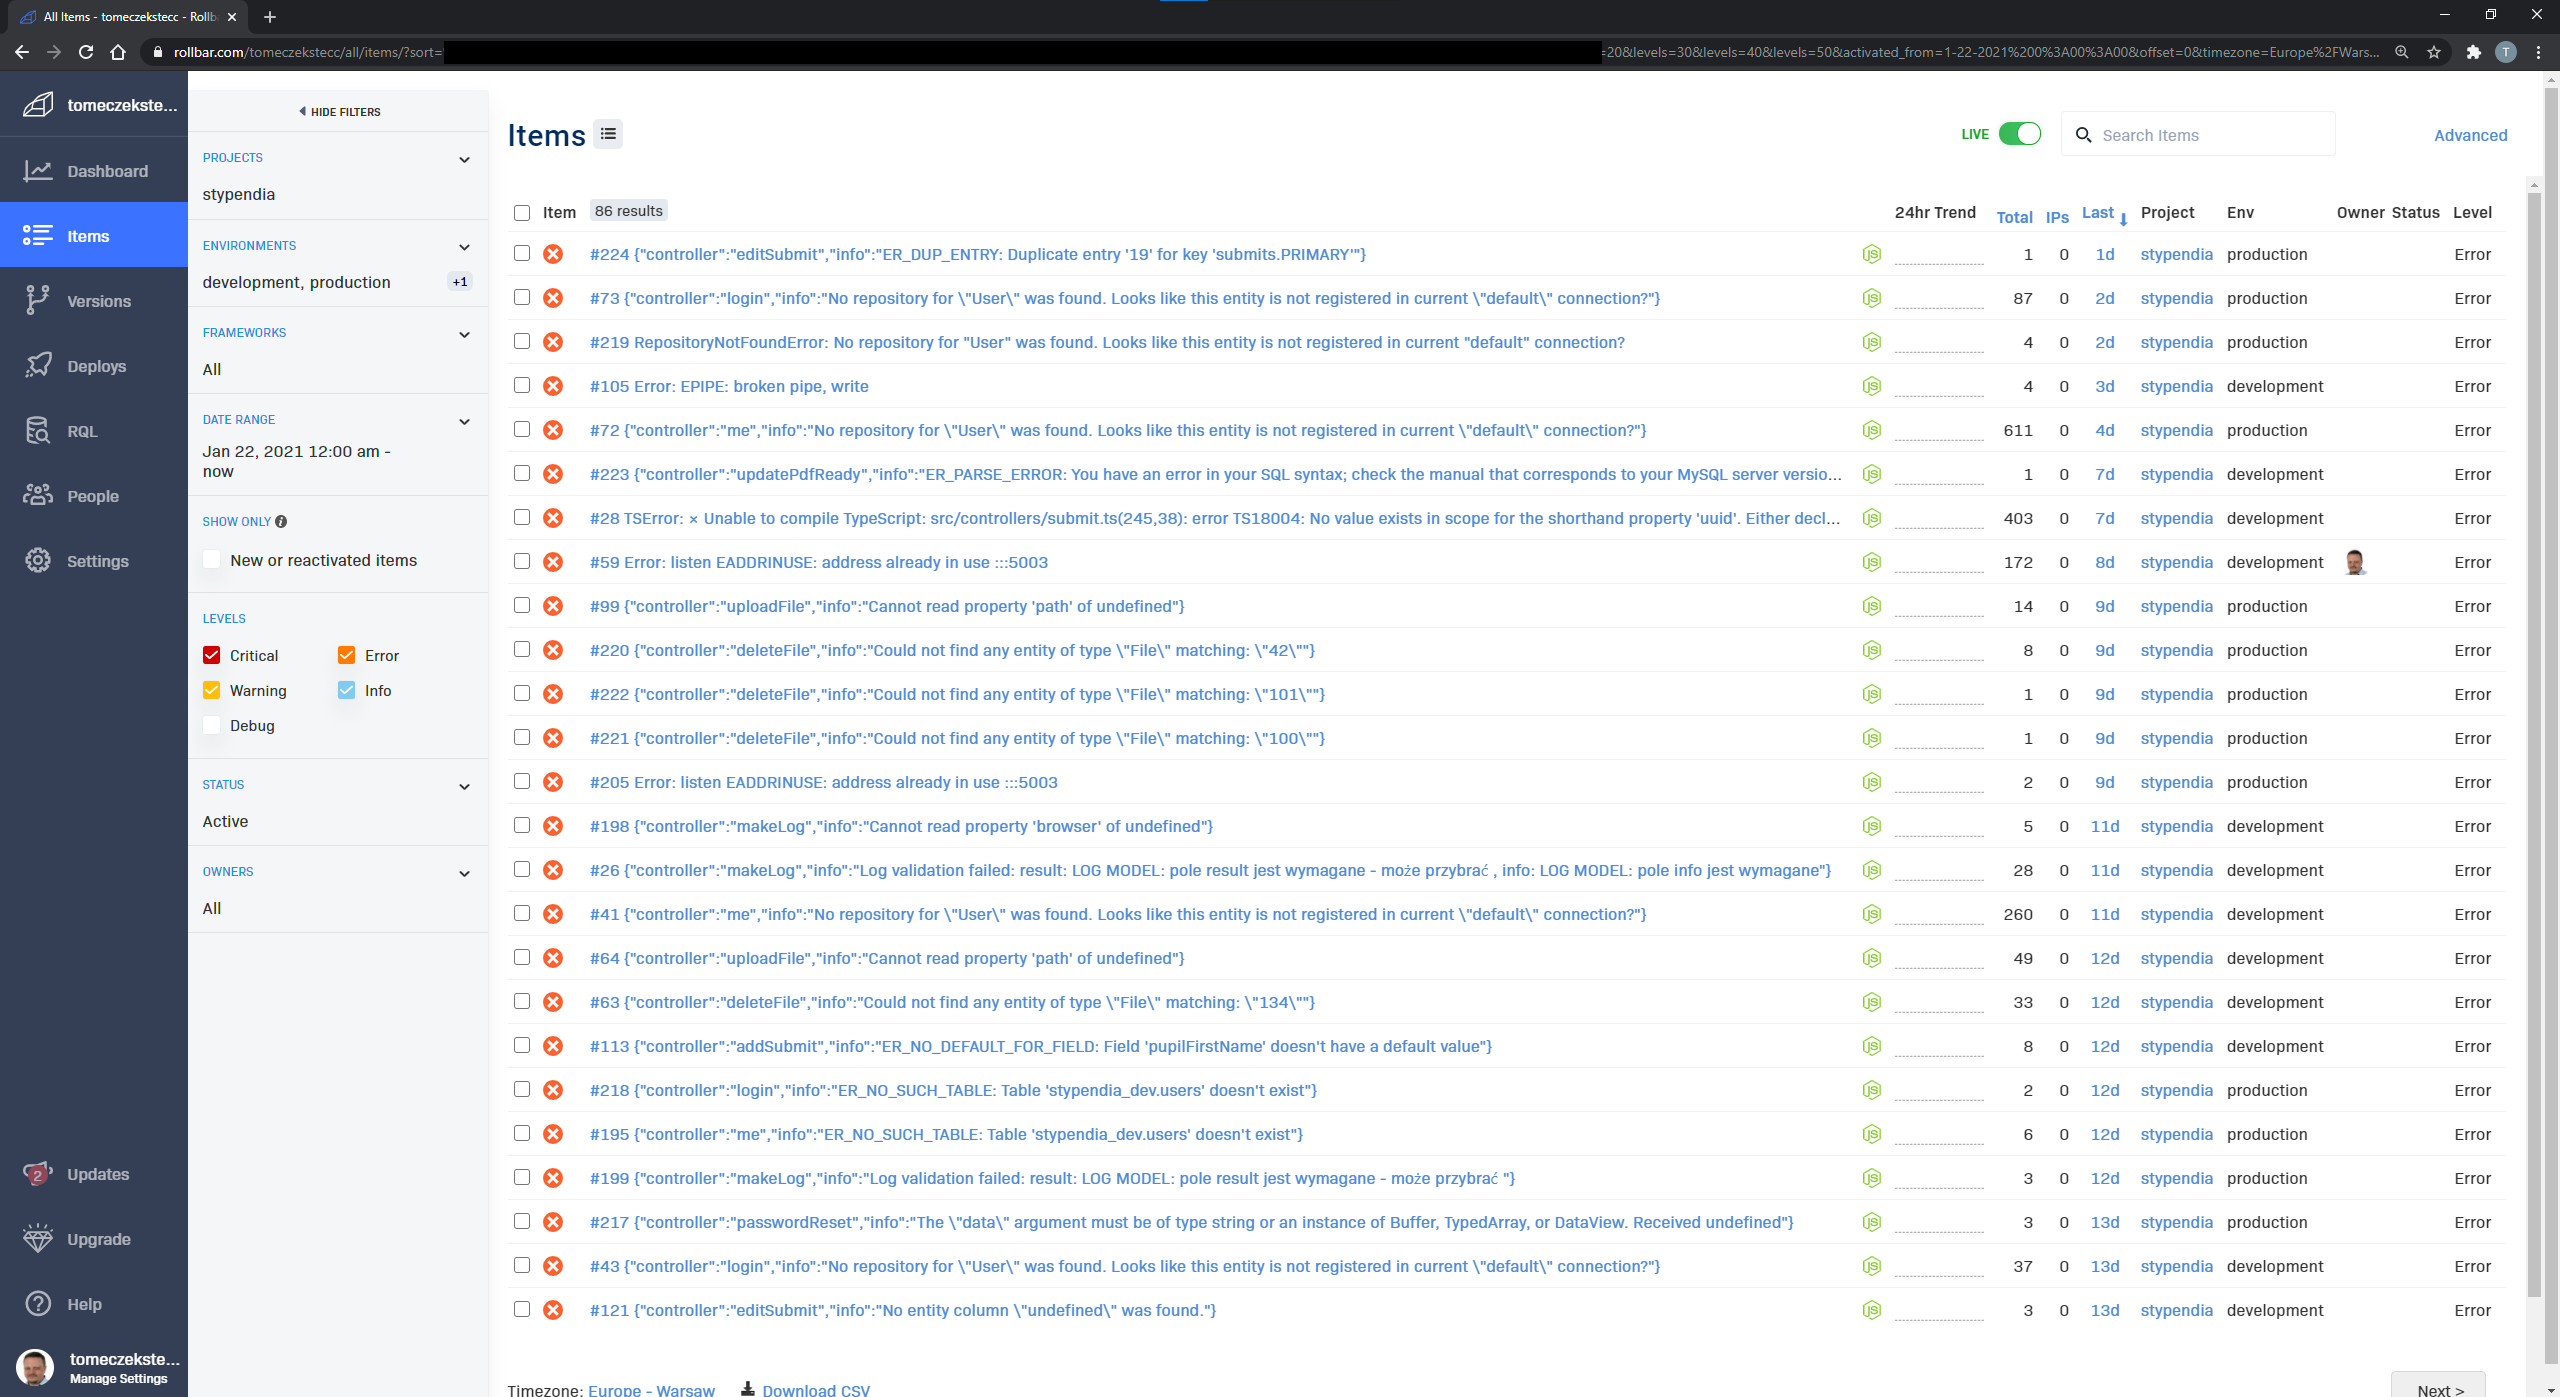 All Items - tomeczekstecc - Rollb
rollbar.com/tomeczekstecc/all/items/?sort= =20&levels=30&levels=40&levels=50&activated_from=1-22-2021%200%3A00%3A00&offset=0&timezone=Europe%2FWars...
T
tomeczekste...
Dashboard
Items
Versions
Deploys
RQL
People
Settings
2 Updates
Upgrade
Help
tomeczekste...
Manage Settings
HIDE FILTERS
PROJECTS
stypendia
ENVIRONMENTS
development, production +1
FRAMEWORKS
All
DATE RANGE
Jan 22, 2021 12:00 am -
now
SHOW ONLY
New or reactivated items
LEVELS
Critical Error
Warning Info
Debug
STATUS
Active
OWNERS
All
Items
LIVE Search Items Advanced
Item 86 results 24hr Trend Total IPs Last Project Env Owner Status Level
#224 {"controller":"editSubmit","info":"ER_DUP_ENTRY: Duplicate entry '19' for key 'submits.PRIMARY'"} 1 0 1d stypendia production Error
#73 {"controller":"login","info":"No repository for \"User\" was found. Looks like this entity is not registered in current \"default\" connection?"} 87 0 2d stypendia production Error
#219 RepositoryNotFoundError: No repository for "User" was found. Looks like this entity is not registered in current "default" connection? 4 0 2d stypendia production Error
#105 Error: EPIPE: broken pipe, write 4 0 3d stypendia development Error
#72 {"controller":"me","info":"No repository for \"User\" was found. Looks like this entity is not registered in current \"default\" connection?"} 611 0 4d stypendia production Error
#223 {"controller":"updatePdfReady","info":"ER_PARSE_ERROR: You have an error in your SQL syntax; check the manual that corresponds to your MySQL server versio... 1 0 7d stypendia development Error
#28 TSError: × Unable to compile TypeScript: src/controllers/submit.ts(245,38): error TS18004: No value exists in scope for the shorthand property 'uuid'. Either decl... 403 0 7d stypendia development Error
#59 Error: listen EADDRINUSE: address already in use :::5003 172 0 8d stypendia development Error
#99 {"controller":"uploadFile","info":"Cannot read property 'path' of undefined"} 14 0 9d stypendia production Error
#220 {"controller":"deleteFile","info":"Could not find any entity of type \"File\" matching: \"42\""} 8 0 9d stypendia production Error
#222 {"controller":"deleteFile","info":"Could not find any entity of type \"File\" matching: \"101\""} 1 0 9d stypendia production Error
#221 {"controller":"deleteFile","info":"Could not find any entity of type \"File\" matching: \"100\""} 1 0 9d stypendia production Error
#205 Error: listen EADDRINUSE: address already in use :::5003 2 0 9d stypendia production Error
#198 {"controller":"makeLog","info":"Cannot read property 'browser' of undefined"} 5 0 11d stypendia development Error
#26 {"controller":"makeLog","info":"Log validation failed: result: LOG MODEL: pole result jest wymagane - może przybrać , info: LOG MODEL: pole info jest wymagane"} 28 0 11d stypendia development Error
#41 {"controller":"me","info":"No repository for \"User\" was found. Looks like this entity is not registered in current \"default\" connection?"} 260 0 11d stypendia development Error
#64 {"controller":"uploadFile","info":"Cannot read property 'path' of undefined"} 49 0 12d stypendia development Error
#63 {"controller":"deleteFile","info":"Could not find any entity of type \"File\" matching: \"134\""} 33 0 12d stypendia development Error
#113 {"controller":"addSubmit","info":"ER_NO_DEFAULT_FOR_FIELD: Field 'pupilFirstName' doesn't have a default value"} 8 0 12d stypendia development Error
#218 {"controller":"login","info":"ER_NO_SUCH_TABLE: Table 'stypendia_dev.users' doesn't exist"} 2 0 12d stypendia production Error
#195 {"controller":"me","info":"ER_NO_SUCH_TABLE: Table 'stypendia_dev.users' doesn't exist"} 6 0 12d stypendia production Error
#199 {"controller":"makeLog","info":"Log validation failed: result: LOG MODEL: pole result jest wymagane - może przybrać "} 3 0 12d stypendia production Error
#217 {"controller":"passwordReset","info":"The \"data\" argument must be of type string or an instance of Buffer, TypedArray, or DataView. Received undefined"} 3 0 13d stypendia production Error
#43 {"controller":"login","info":"No repository for \"User\" was found. Looks like this entity is not registered in current \"default\" connection?"} 37 0 13d stypendia development Error
#121 {"controller":"editSubmit","info":"No entity column \"undefined\" was found."} 3 0 13d stypendia development Error
Timezone: Europe - Warsaw Download CSV Next >